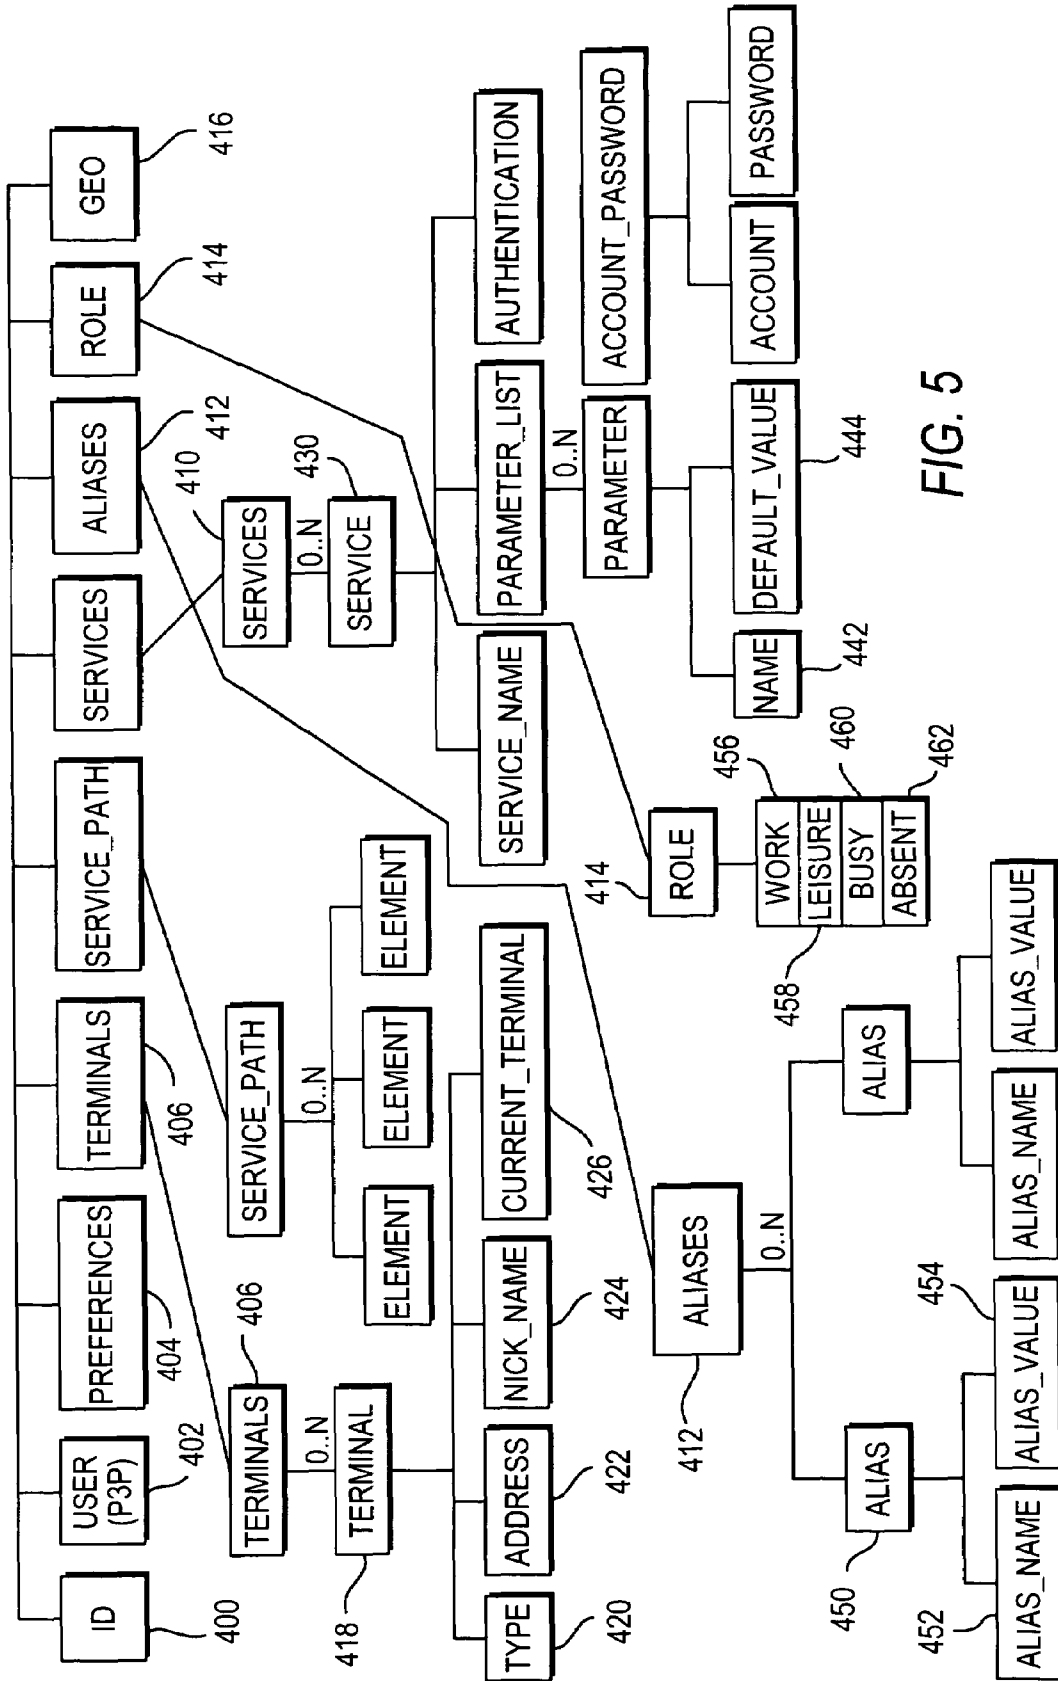 ID
USER
(P3P)
PREFERENCES
TERMINALS
SERVICE_PATH
SERVICES
ALIASES
ROLE
GEO
400
402
404
406
412
414
416
TERMINALS
406
SERVICE_PATH
SERVICES
410
0..N
0..N
0..N
TERMINAL
418
ELEMENT
ELEMENT
ELEMENT
SERVICE
430
TYPE
420
ADDRESS
422
NICK_NAME
424
CURRENT_TERMINAL
426
SERVICE_NAME
PARAMETER_LIST
AUTHENTICATION
0..N
PARAMETER
ACCOUNT_PASSWORD
NAME
442
DEFAULT_VALUE
444
ACCOUNT
PASSWORD
ALIASES
412
0..N
ROLE
414
WORK
LEISURE
BUSY
ABSENT
456
458
460
462
ALIAS
450
ALIAS
ALIAS_NAME
452
ALIAS_VALUE
454
ALIAS_NAME
ALIAS_VALUE
FIG. 5